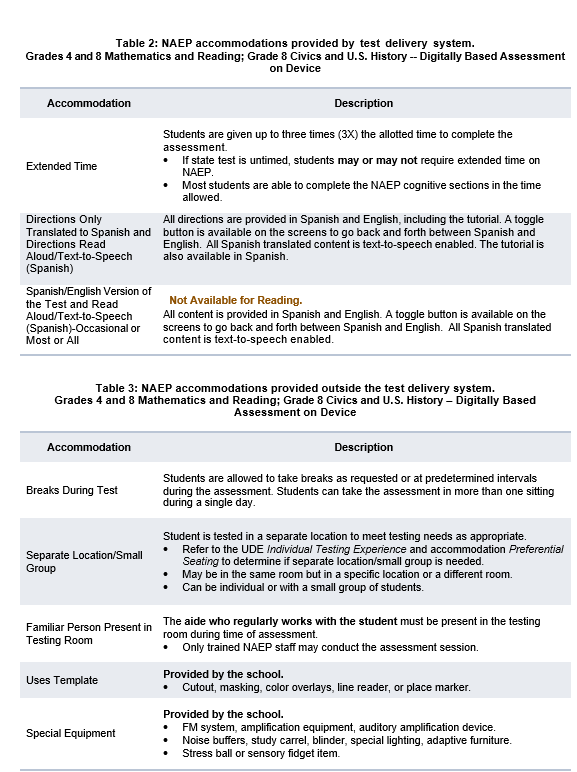 Table 2: NAEP accommodations provided by test delivery system.
Grades 4 and 8 Mathematics and Reading; Grade 8 Civics and U.S. History -- Digitally Based Assessment
on Device
Accommodation Description
Extended Time
Students are given up to three times (3X) the allotted time to complete the
assessment.
• If state test is untimed, students may or may not require extended time on
NAEP.
• Most students are able to complete the NAEP cognitive sections in the time
allowed.
Directions Only
Translated to Spanish and
Directions Read
Aloud/Text-to-Speech
(Spanish)
All directions are provided in Spanish and English, including the tutorial. A toggle
button is available on the screens to go back and forth between Spanish and
English. All Spanish translated content is text-to-speech enabled. The tutorial is
also available in Spanish.
Spanish/English Version of
the Test and Read
Aloud/Text-to-Speech
(Spanish)-Occasional or
Most or All
Not Available for Reading.
All content is provided in Spanish and English. A toggle button is available on the
screens to go back and forth between Spanish and English. All Spanish translated
content is text-to-speech enabled.
Table 3: NAEP accommodations provided outside the test delivery system.
Grades 4 and 8 Mathematics and Reading; Grade 8 Civics and U.S. History – Digitally Based
Assessment on Device
Accommodation Description
Breaks During Test
Students are allowed to take breaks as requested or at predetermined intervals
during the assessment. Students can take the assessment in more than one sitting
during a single day.
Separate Location/Small
Group
Student is tested in a separate location to meet testing needs as appropriate.
• Refer to the UDE Individual Testing Experience and accommodation Preferential
Seating to determine if separate location/small group is needed.
• May be in the same room but in a specific location or a different room.
• Can be individual or with a small group of students.
Familiar Person Present in
Testing Room
The aide who regularly works with the student must be present in the testing
room during time of assessment.
• Only trained NAEP staff may conduct the assessment session.
Uses Template
Provided by the school.
• Cutout, masking, color overlays, line reader, or place marker.
Special Equipment
Provided by the school.
• FM system, amplification equipment, auditory amplification device.
• Noise buffers, study carrel, blinder, special lighting, adaptive furniture.
• Stress ball or sensory fidget item.